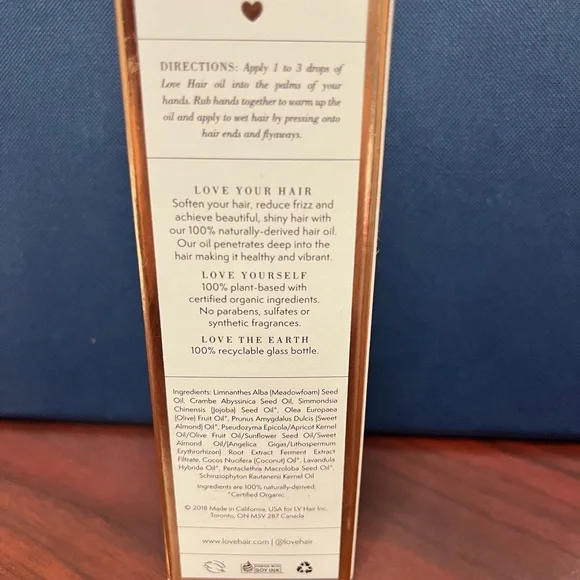 DIRECTIONS: Apply 1 to 3 drops of
Love Hair oil into the palms of your
hands. Rub hands together to warm up the
oil and apply to wet hair by pressing onto
hair ends and flyaways.
LOVE YOUR HAIR
Soften your hair, reduce frizz and
achieve beautiful, shiny hair with
our 100% naturally-derived hair oil.
Our oil penetrates deep into the
hair making it healthy and vibrant.
LOVE YOURSELF
100% plant-based with
certified organic ingredients.
No parabens, sulfates or
synthetic fragrances.
LOVE THE EARTH
100% recyclable glass bottle.
Ingredients: Limnanthes Alba (Meadowfoam) Seed
Oil, Crambe Abyssinica Seed Oil, Simmondsia
Chinensis (Jojoba) Seed Oil*, Olea Europaea
(Olive) Fruit Oil*, Prunus Amygdalus Dulcis (Sweet
Almond) Oil*, Pseudozyma Epicola/Apricot Kernel
Oil/Olive Fruit Oil/Sunflower Seed Oil/Sweet
Almond Oil/(Angelica Gigas/Lithospermum
Erythrorhizon) Root Extract Ferment Extract
Filtrate, Cocos Nucifera (Coconut) Oil*, Lavandula
Hybrida Oil*, Pentaclethra Macroloba Seed Oil*,
Schinziophyton Rautanenii Kernel Oil
Ingredients are 100% naturally-derived;
*Certified Organic
© 2018 Made in California, USA for LV Hair Inc.
Toronto, ON M5V 2B7 Canada
www.lovehair.com | @lovehair
PRINTED WITH
SOY INK